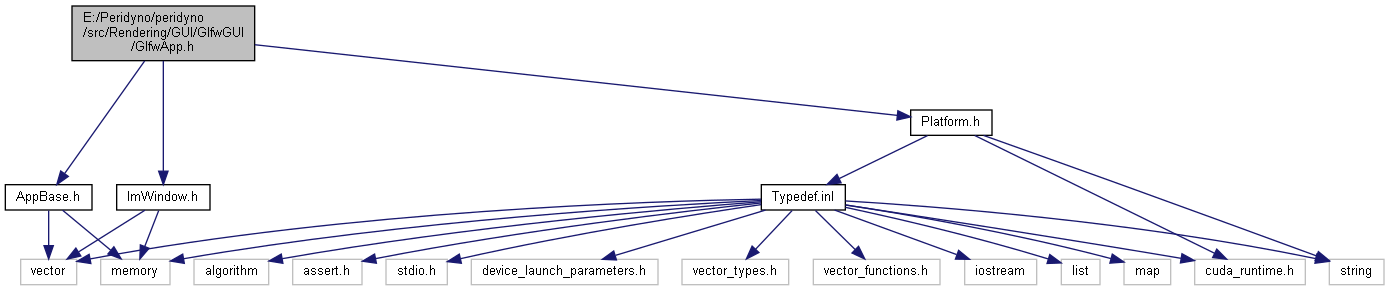 E:/Peridyno/peridyno
/src/Rendering/GUI/GlfwGUI
/GlfwApp.h
Platform.h
AppBase.h
ImWindow.h
Typedef.inl
vector
memory
algorithm
assert.h
stdio.h
device_launch_parameters.h
vector_types.h
vector_functions.h
iostream
list
map
cuda_runtime.h
string